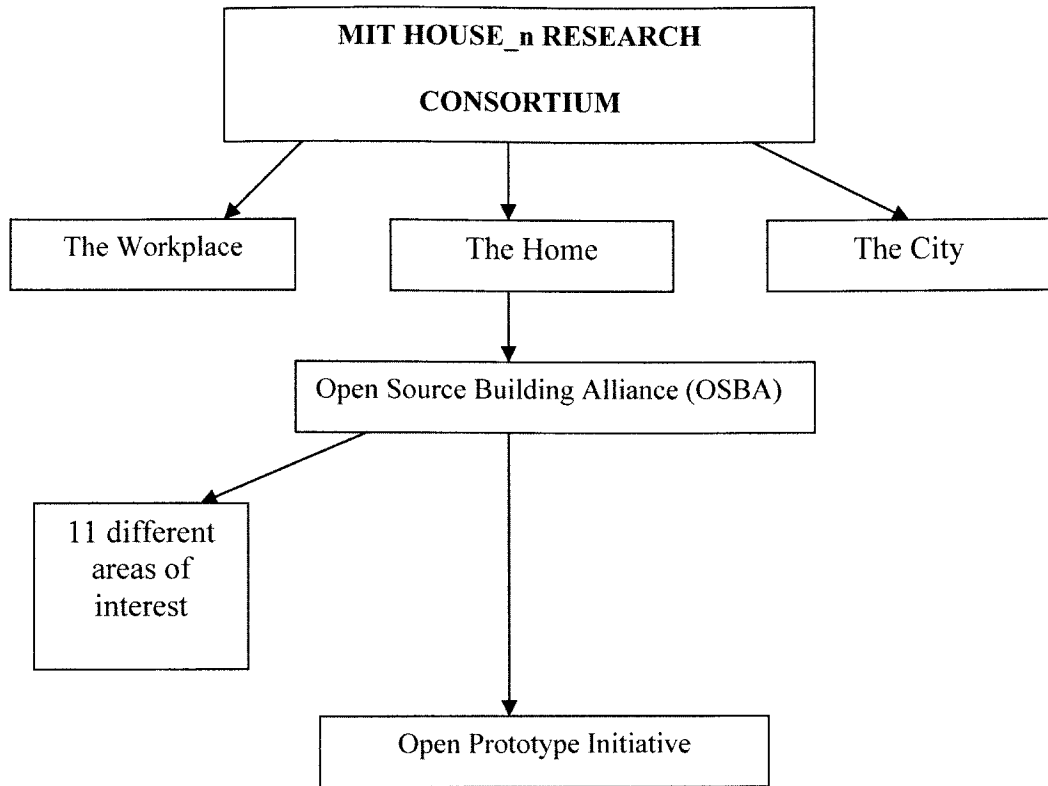 MIT HOUSE_n RESEARCH
CONSORTIUM
The Workplace
The Home
The City
Open Source Building Alliance (OSBA)
11 different
areas of
interest
Open Prototype Initiative